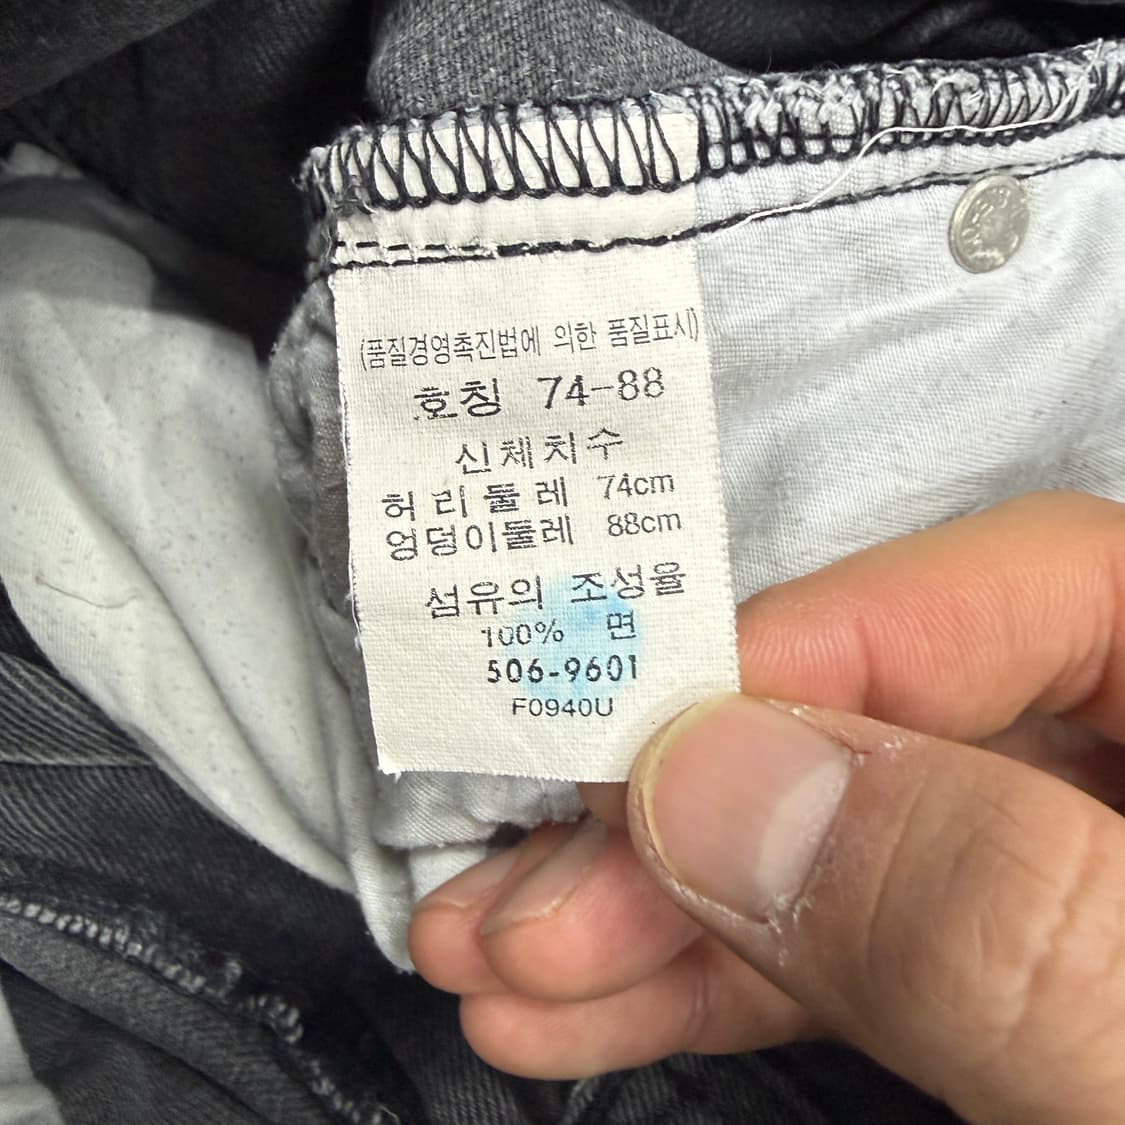 (품질경영촉진법에 의한 품질표시)
호칭 74-88
신체치수
허리둘레 74cm
엉덩이둘레 88cm
섬유의 조성율
100% 면
506-9601
F0940U